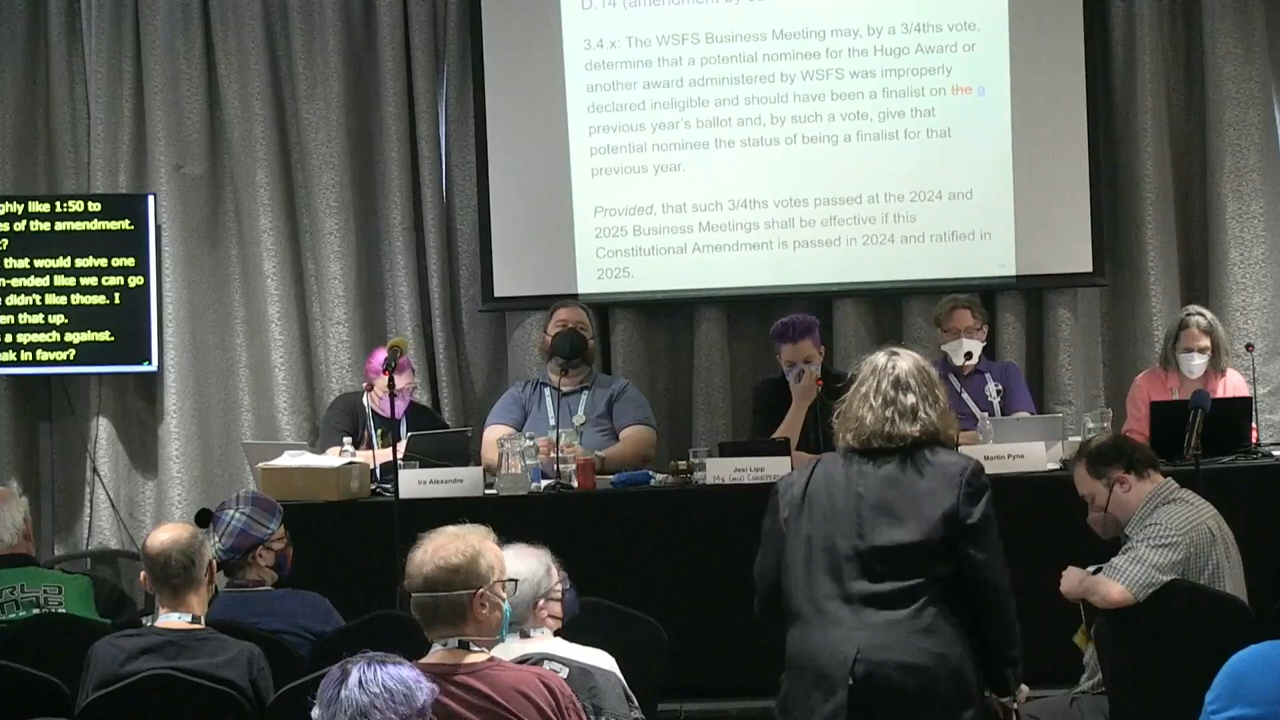 D.14 (amendment by
3.4.x: The WSFS Business Meeting may, by a 3/4ths vote,
determine that a potential nominee for the Hugo Award or
another award administered by WSFS was improperly
declared ineligible and should have been a finalist on the a
previous year's ballot and, by such a vote, give that
potential nominee the status of being a finalist for that
previous year.
Provided, that such 3/4ths votes passed at the 2024 and
2025 Business Meetings shall be effective if this
Constitutional Amendment is passed in 2024 and ratified in
2025.
ghly like 1:50 to
es of the amendment.
t?
that would solve one
n-ended like we can go
e didn't like those. I
en that up.
s a speech against.
eak in favor?
Ira Alexandre
Jesi Lipp
Martin Pyne